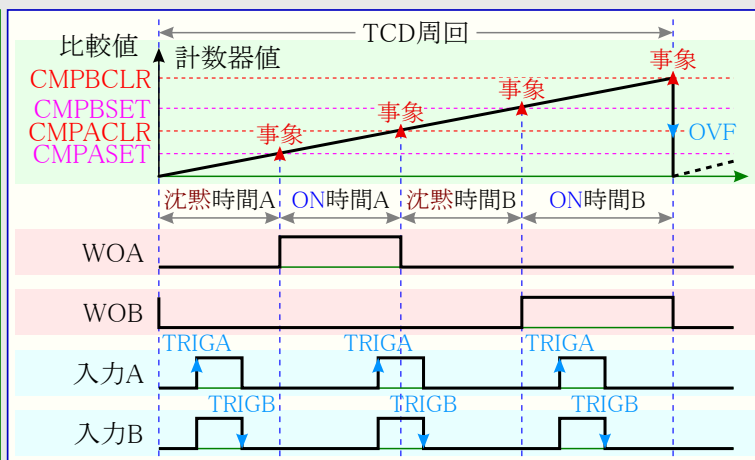 TCD周回
比較値
計数器値
CMPBCLR
事象
CMPBSET
事象
CMPACLR
事象
OVF
CMPASET
事象
沈黙時間A
ON時間A
沈黙時間B
ON時間B
WOA
WOB
TRIGA
TRIGA
TRIGA
入力A
TRIGB
TRIGB
TRIGB
入力B